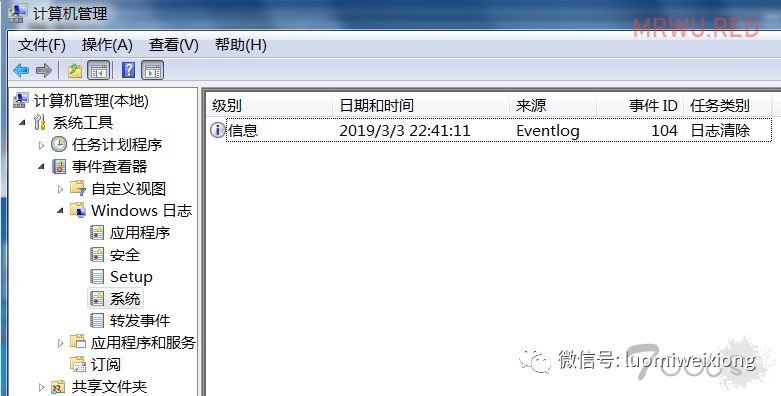 计算机管理
MRWU.RED
文件(F) 操作(A) 查看(V) 帮助(H)
计算机管理(本地)
系统工具
任务计划程序
事件查看器
自定义视图
Windows 日志
应用程序
安全
Setup
系统
转发事件
应用程序和服务
订阅
共享文件夹
级别 日期和时间 来源 事件 ID 任务类别
信息 2019/3/3 22:41:11 Eventlog 104 日志清除
微信号: luomiweixiong